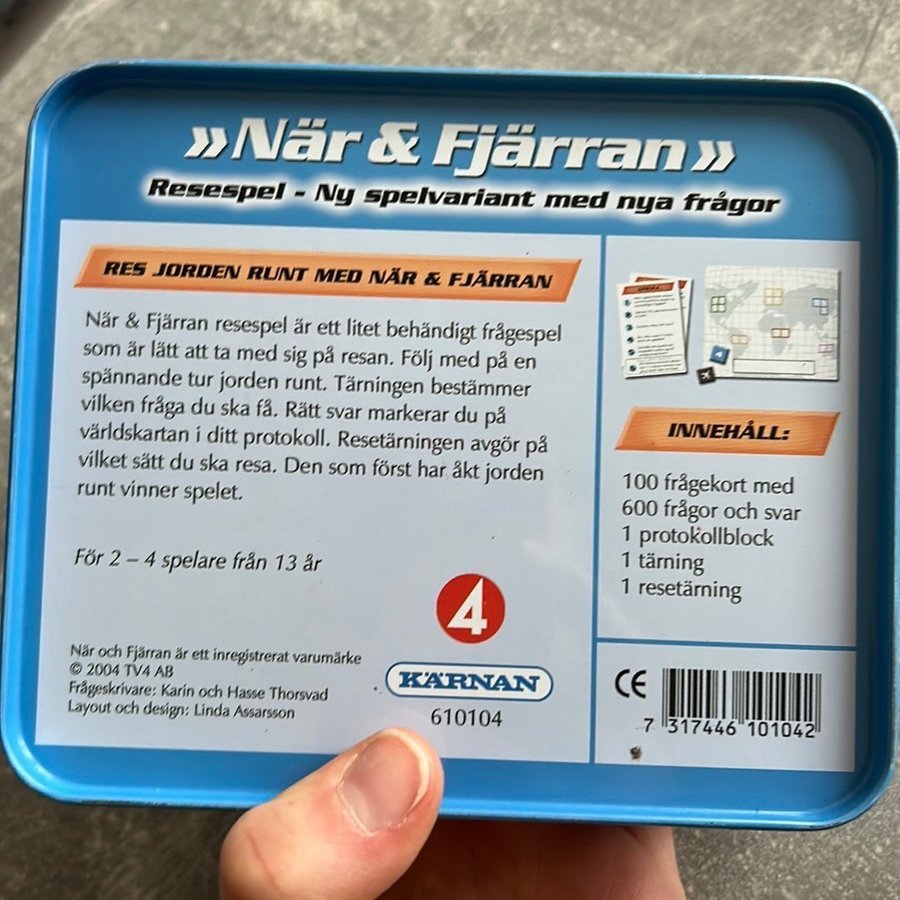 »När & Fjärran»
Resespel - Ny spelvariant med nya frågor
RES JORDEN RUNT MED NÄR & FJÄRRAN
När & Fjärran resespel är ett litet behändigt frågespel
som är lätt att ta med sig på resan. Följ med på en
spännande tur jorden runt. Tärningen bestämmer
vilken fråga du ska få. Rätt svar markerar du på
världskartan i ditt protokoll. Resetärningen avgör på
vilket sätt du ska resa. Den som först har åkt jorden
runt vinner spelet.
För 2 – 4 spelare från 13 år
När och Fjärran är ett inregistrerat varumärke
© 2004 TV4 AB
Frågeskrivare: Karin och Hasse Thorsvad
Layout och design: Linda Assarsson
4
KÄRNAN
610104
INNEHÅLL:
100 frågekort med
600 frågor och svar
1 protokollblock
1 tärning
1 resetärning
CE
7 317446 101042